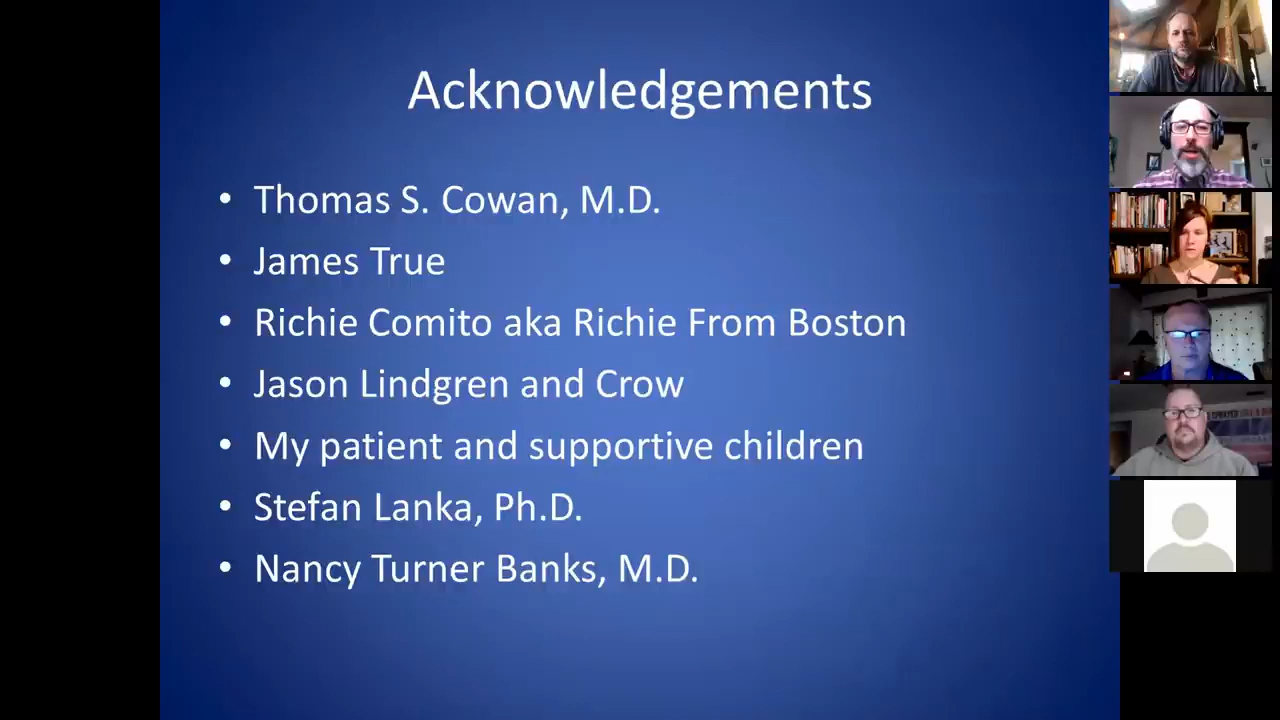 Acknowledgements
• Thomas S. Cowan, M.D.
• James True
• Richie Comito aka Richie From Boston
• Jason Lindgren and Crow
• My patient and supportive children
• Stefan Lanka, Ph.D.
• Nancy Turner Banks, M.D.